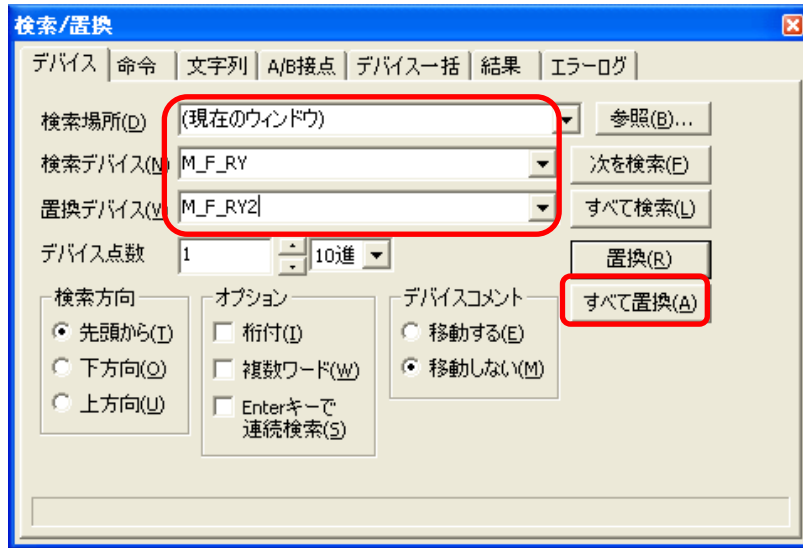 検索/置換
デバイス 命令 文字列 A/B接点 デバイス一括 結果 エラーログ
検索場所(D) (現在のウィンドウ) 参照(B)...
検索デバイス(N) M_F_RY 次を検索(F)
置換デバイス(V) M_F_RY2 すべて検索(L)
デバイス点数 1 10進 置換(R)
検索方向 オプション デバイスコメント すべて置換(A)
先頭から(T) 桁付(I) 移動する(E)
下方向(O) 複数ワード(W) 移動しない(M)
上方向(U) Enterキーで
連続検索(S)